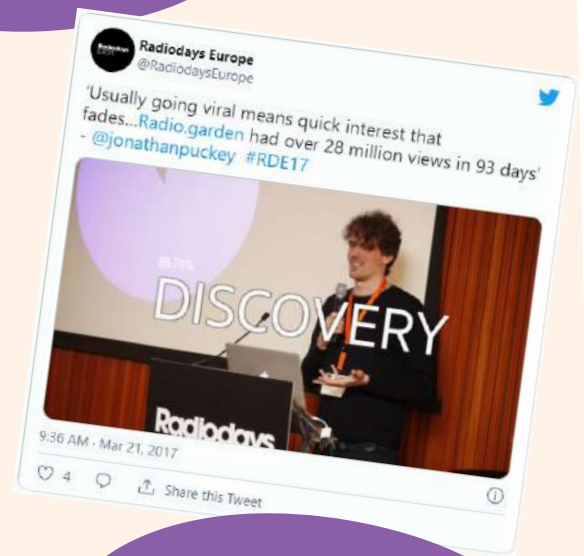 Radiodays Europe
@RadiodaysEurope
'Usually going viral means quick interest that
fades...Radio.garden had over 28 million views in 93 days'
- @jonathanpuckey #RDE17
DISCOVERY
Radiodays
9:36 AM · Mar 21, 2017
4
Share this Tweet